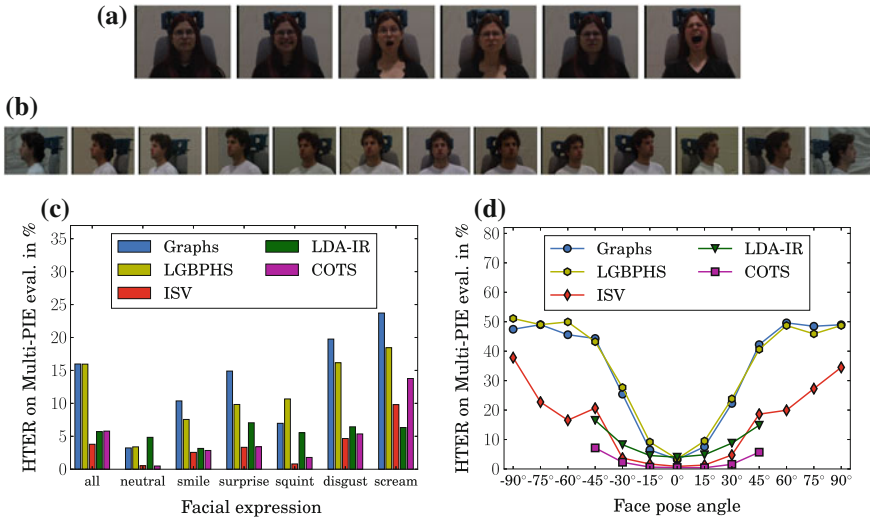 (a)
(b)
(c)
HTER on Multi-PIE eval. in %
35
30
25
20
15
10
5
0
Graphs
LGBPHS
ISV
LDA-IR
COTS
all neutral smile surprise squint disgust scream
Facial expression
(d)
HTER on Multi-PIE eval. in %
80
70
60
50
40
30
20
10
0
Graphs
LGBPHS
ISV
LDA-IR
COTS
-90° -75° -60° -45° -30° -15° 0° 15° 30° 45° 60° 75° 90°
Face pose angle